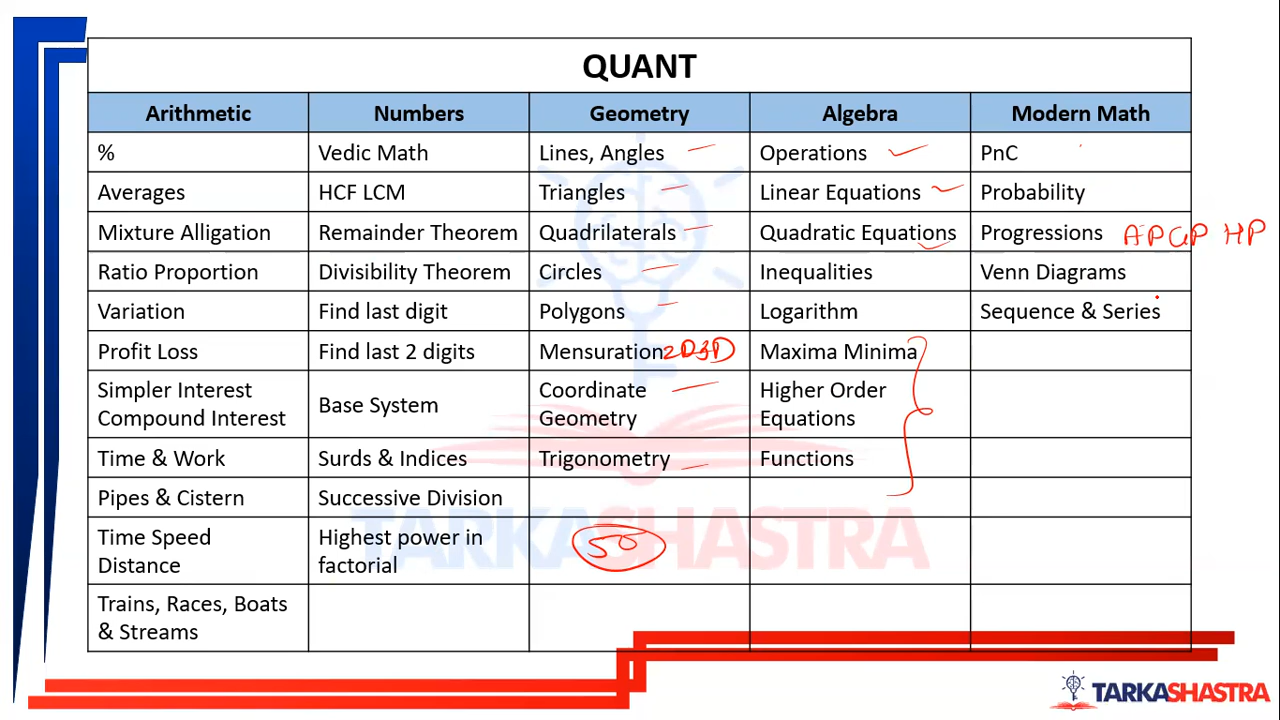 QUANT
Arithmetic Numbers Geometry Algebra Modern Math
% Vedic Math Lines, Angles Operations PnC
Averages HCF LCM Triangles Linear Equations Probability
Mixture Alligation Remainder Theorem Quadrilaterals Quadratic Equations Progressions AP GP HP
Ratio Proportion Divisibility Theorem Circles Inequalities Venn Diagrams
Variation Find last digit Polygons Logarithm Sequence & Series
Profit Loss Find last 2 digits Mensuration 2D 3D Maxima Minima
Simpler Interest
Compound Interest
Base System
Coordinate
Geometry
Higher Order
Equations
Time & Work Surds & Indices Trigonometry Functions
Pipes & Cistern Successive Division
Time Speed
Distance
Highest power in
factorial
Trains, Races, Boats
& Streams
TARKASHASTRA
TARKASHASTRA